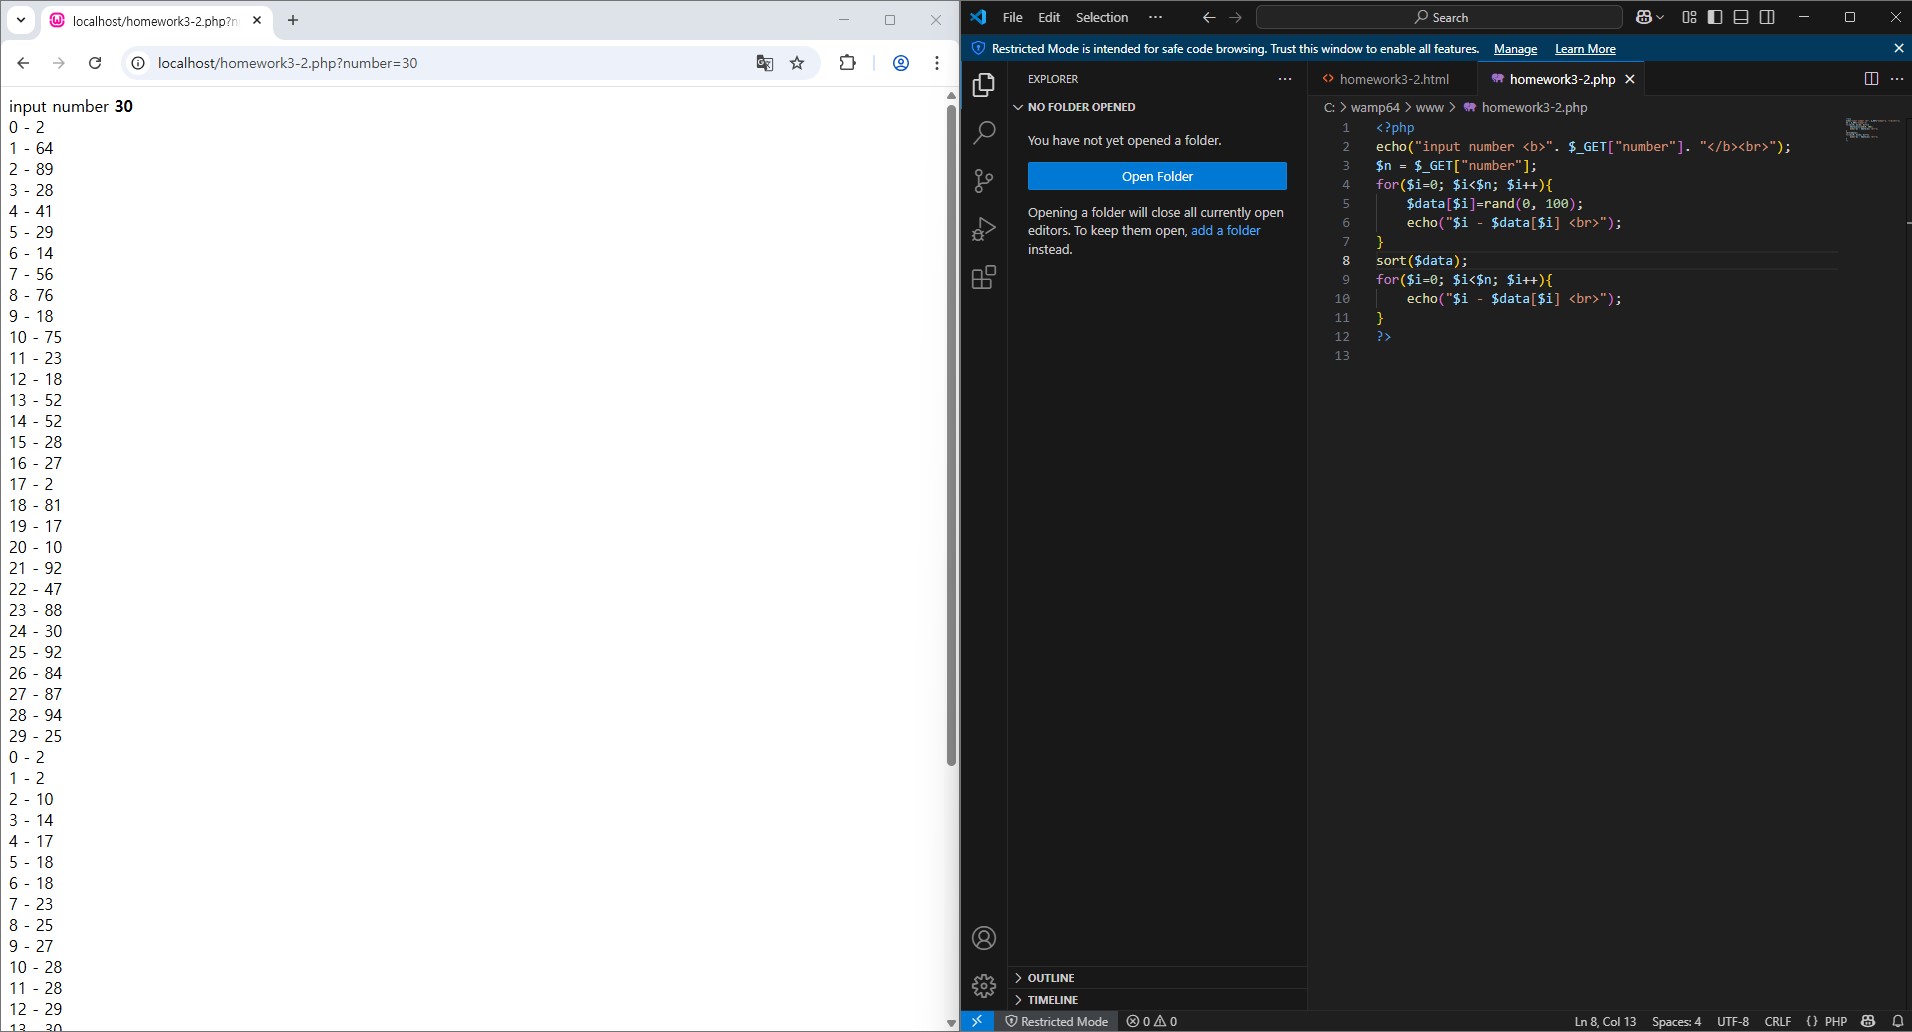 localhost/homework3-2.php?n
localhost/homework3-2.php?number=30
input number 30
0 - 2
1 - 64
2 - 89
3 - 28
4 - 41
5 - 29
6 - 14
7 - 56
8 - 76
9 - 18
10 - 75
11 - 23
12 - 18
13 - 52
14 - 52
15 - 28
16 - 27
17 - 2
18 - 81
19 - 17
20 - 10
21 - 92
22 - 47
23 - 88
24 - 30
25 - 92
26 - 84
27 - 87
28 - 94
29 - 25
0 - 2
1 - 2
2 - 10
3 - 14
4 - 17
5 - 18
6 - 18
7 - 23
8 - 25
9 - 27
10 - 28
11 - 28
12 - 29
13 - 30
File Edit Selection ··· Search
Restricted Mode is intended for safe code browsing. Trust this window to enable all features. Manage Learn More
EXPLORER ···
NO FOLDER OPENED
You have not yet opened a folder.
Open Folder
Opening a folder will close all currently open
editors. To keep them open, add a folder
instead.
OUTLINE
TIMELINE
homework3-2.html homework3-2.php
C: > wamp64 > www > homework3-2.php
1 <?php
2 echo("input number <b>". $_GET["number"]. "</b><br>");
3 $n = $_GET["number"];
4 for($i=0; $i<$n; $i++){
5 $data[$i]=rand(0, 100);
6 echo("$i - $data[$i] <br>");
7 }
8 sort($data);
9 for($i=0; $i<$n; $i++){
10 echo("$i - $data[$i] <br>");
11 }
12 ?>
13
Restricted Mode 0 0 Ln 8, Col 13 Spaces: 4 UTF-8 CRLF {} PHP